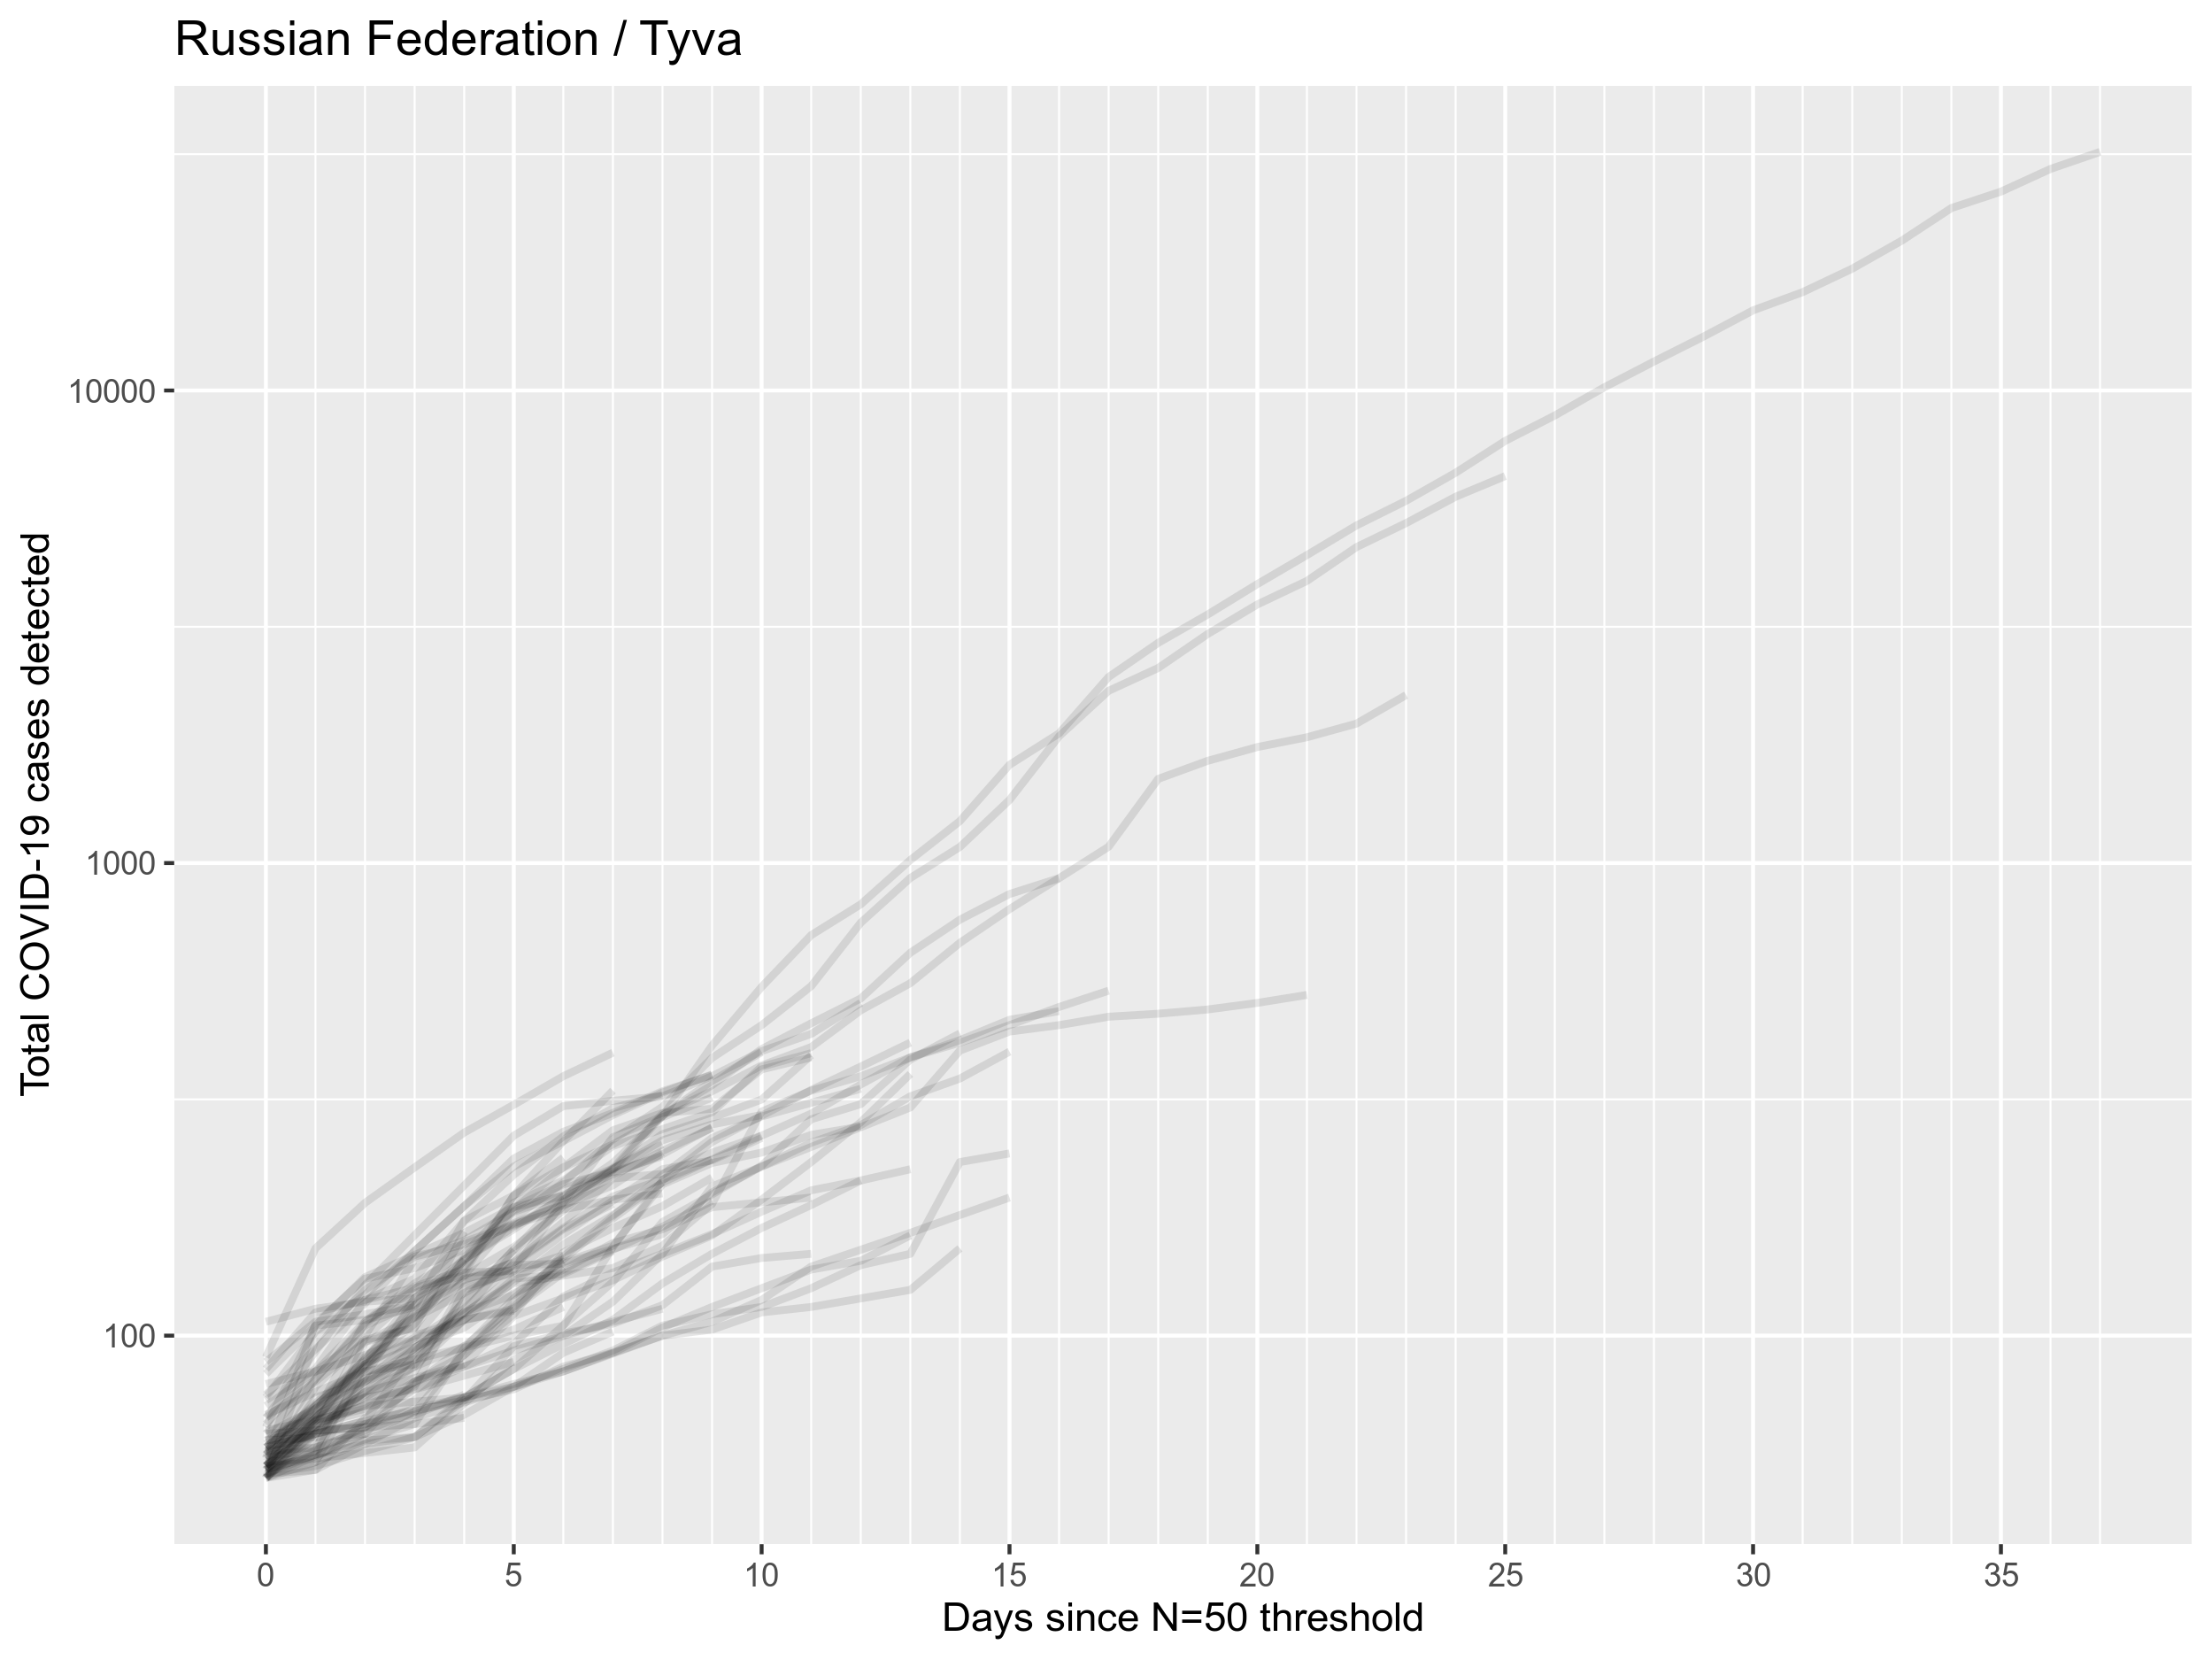 Russian Federation / Tyva
Total COVID-19 cases detected
10000
1000
100
0 5 10 15 20 25 30 35
Days since N=50 threshold